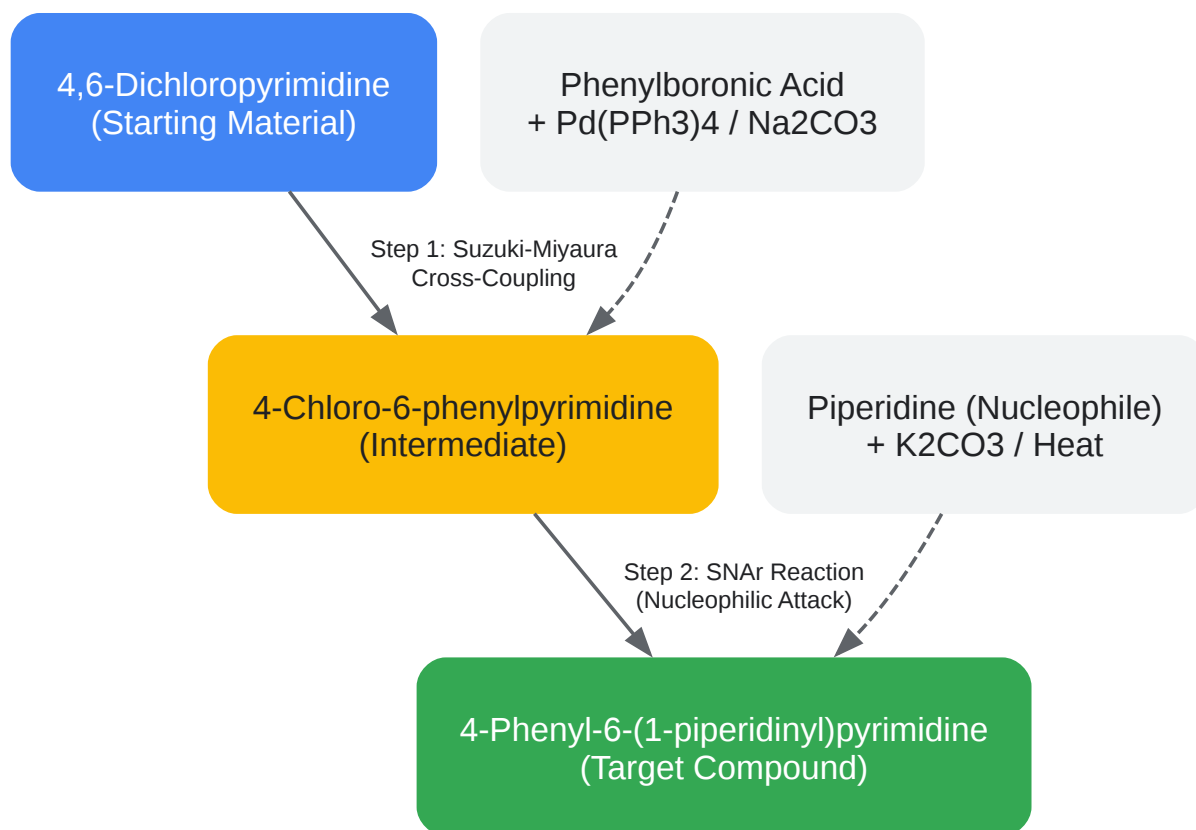 4,6-Dichloropyrimidine
(Starting Material)
Phenylboronic Acid
+ Pd(PPh3)4 / Na2CO3
Step 1: Suzuki-Miyaura
Cross-Coupling
4-Chloro-6-phenylpyrimidine
(Intermediate)
Piperidine (Nucleophile)
+ K2CO3 / Heat
Step 2: SNAr Reaction
(Nucleophilic Attack)
4-Phenyl-6-(1-piperidinyl)pyrimidine
(Target Compound)